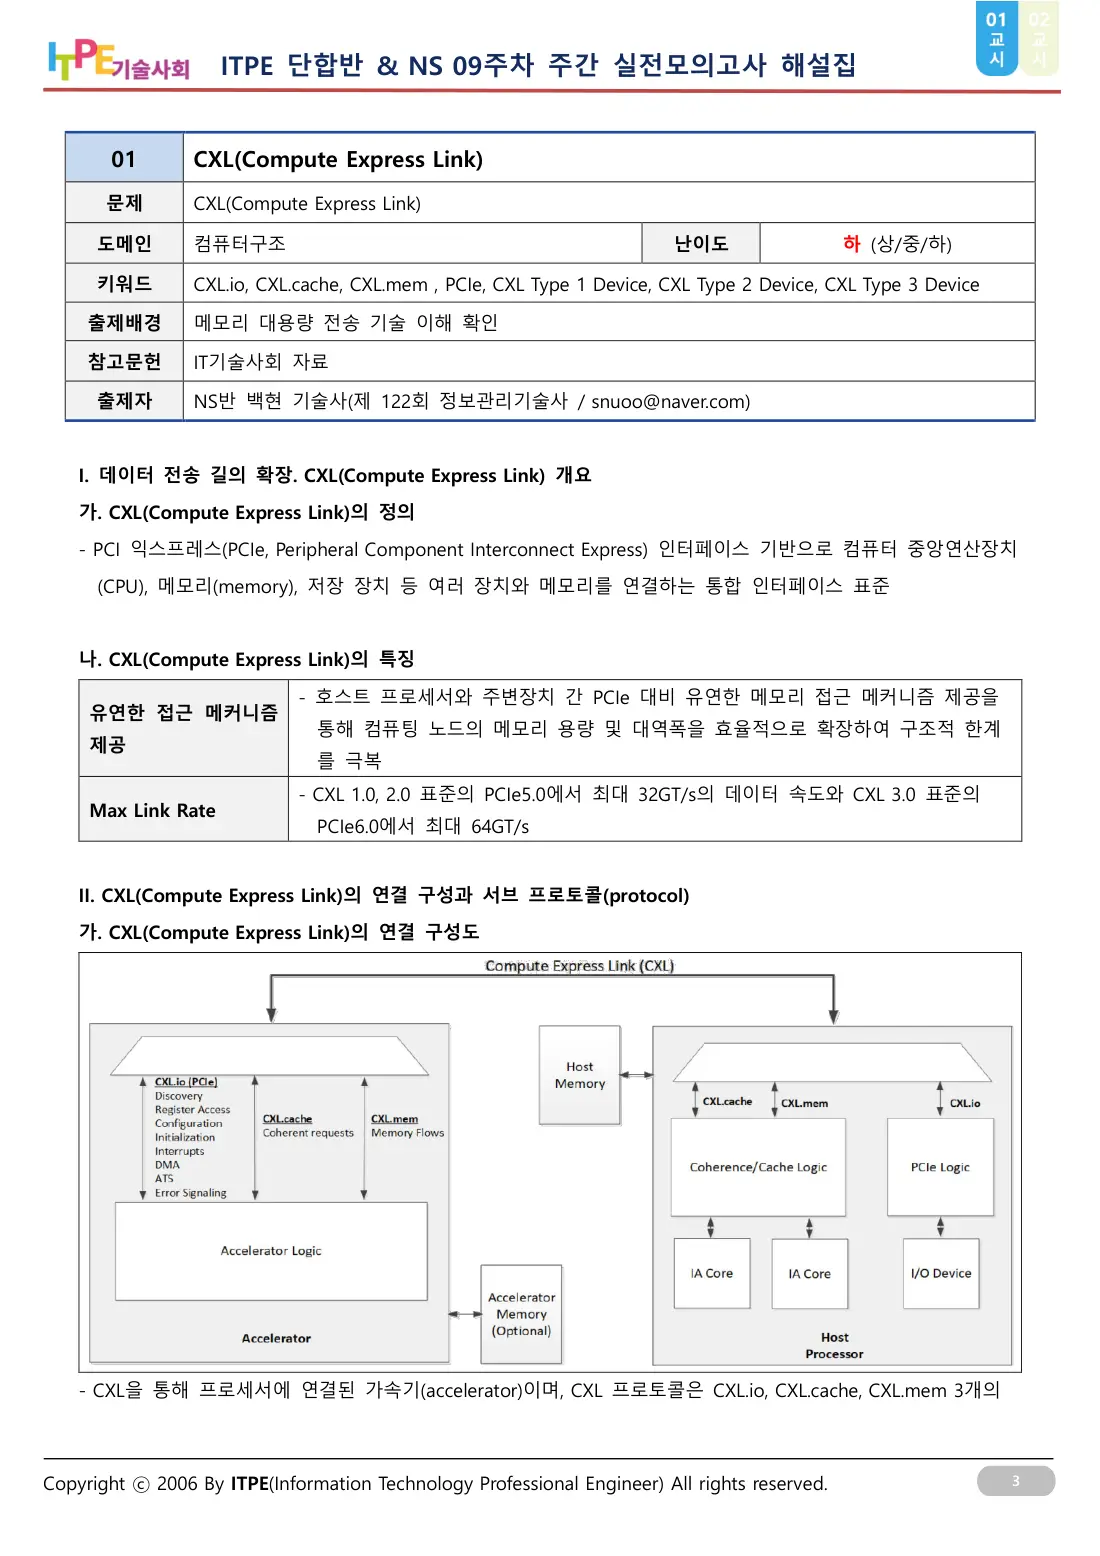 ITPE기술사회 ITPE 단합반 & NS 09주차 주간 실전모의고사 해설집
01 교시
02 교시
01 CXL(Compute Express Link)
문제 CXL(Compute Express Link)
도메인 컴퓨터구조 난이도 하 (상/중/하)
키워드 CXL.io, CXL.cache, CXL.mem , PCIe, CXL Type 1 Device, CXL Type 2 Device, CXL Type 3 Device
출제배경 메모리 대용량 전송 기술 이해 확인
참고문헌 IT기술사회 자료
출제자 NS반 백현 기술사(제 122회 정보관리기술사 / snuoo@naver.com)
I. 데이터 전송 길의 확장. CXL(Compute Express Link) 개요
가. CXL(Compute Express Link)의 정의
- PCI 익스프레스(PCIe, Peripheral Component Interconnect Express) 인터페이스 기반으로 컴퓨터 중앙연산장치
(CPU), 메모리(memory), 저장 장치 등 여러 장치와 메모리를 연결하는 통합 인터페이스 표준
나. CXL(Compute Express Link)의 특징
유연한 접근 메커니즘
제공
- 호스트 프로세서와 주변장치 간 PCIe 대비 유연한 메모리 접근 메커니즘 제공을
통해 컴퓨팅 노드의 메모리 용량 및 대역폭을 효율적으로 확장하여 구조적 한계
를 극복
Max Link Rate
- CXL 1.0, 2.0 표준의 PCIe5.0에서 최대 32GT/s의 데이터 속도와 CXL 3.0 표준의
PCIe6.0에서 최대 64GT/s
II. CXL(Compute Express Link)의 연결 구성과 서브 프로토콜(protocol)
가. CXL(Compute Express Link)의 연결 구성도
Compute Express Link (CXL)
CXL.io (PCIe)
Discovery
Register Access
Configuration
Initialization
Interrupts
DMA
ATS
Error Signaling
CXL.cache
Coherent requests
CXL.mem
Memory Flows
Accelerator Logic
Accelerator
Accelerator
Memory
(Optional)
Host
Memory
CXL.cache
CXL.mem
CXL.io
Coherence/Cache Logic
PCIe Logic
IA Core
IA Core
I/O Device
Host
Processor
- CXL을 통해 프로세서에 연결된 가속기(accelerator)이며, CXL 프로토콜은 CXL.io, CXL.cache, CXL.mem 3개의
Copyright ⓒ 2006 By ITPE(Information Technology Professional Engineer) All rights reserved.
3